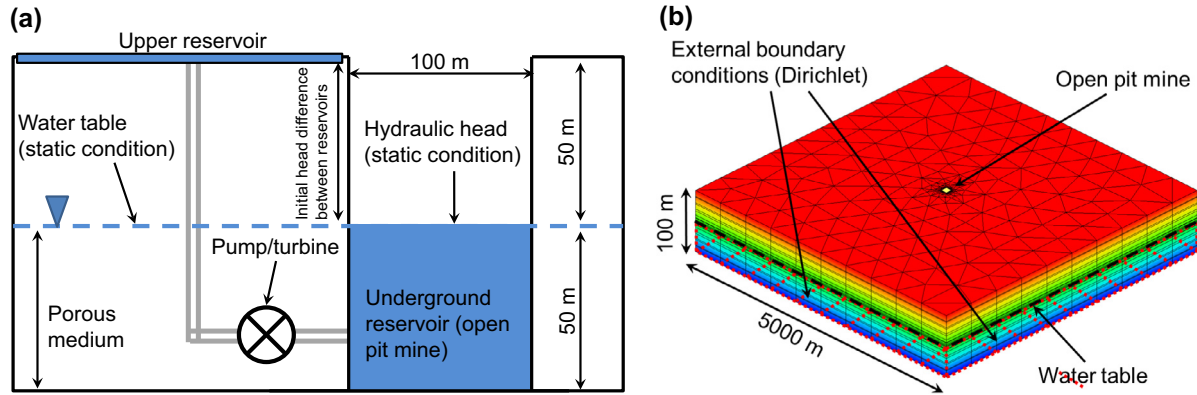 (a)
Upper reservoir
100 m
Water table
(static condition)
Initial head difference
between reservoirs
Hydraulic head
(static condition)
50 m
Pump/turbine
Porous
medium
Underground
reservoir (open
pit mine)
50 m
(b)
External boundary
conditions (Dirichlet)
Open pit mine
100 m
5000 m
Water table